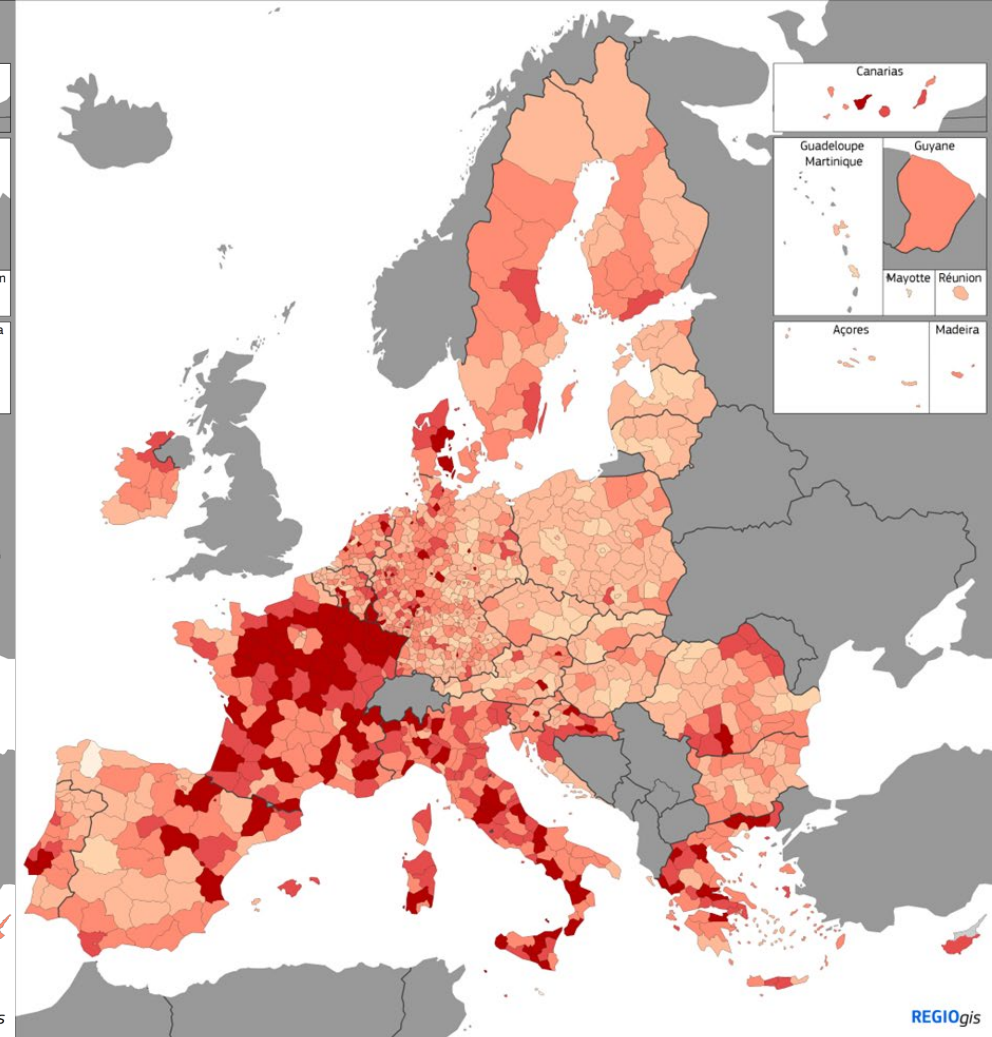 Canarias
Guadeloupe
Martinique
Guyane
Mayotte
Réunion
Açores
Madeira
REGIOgis